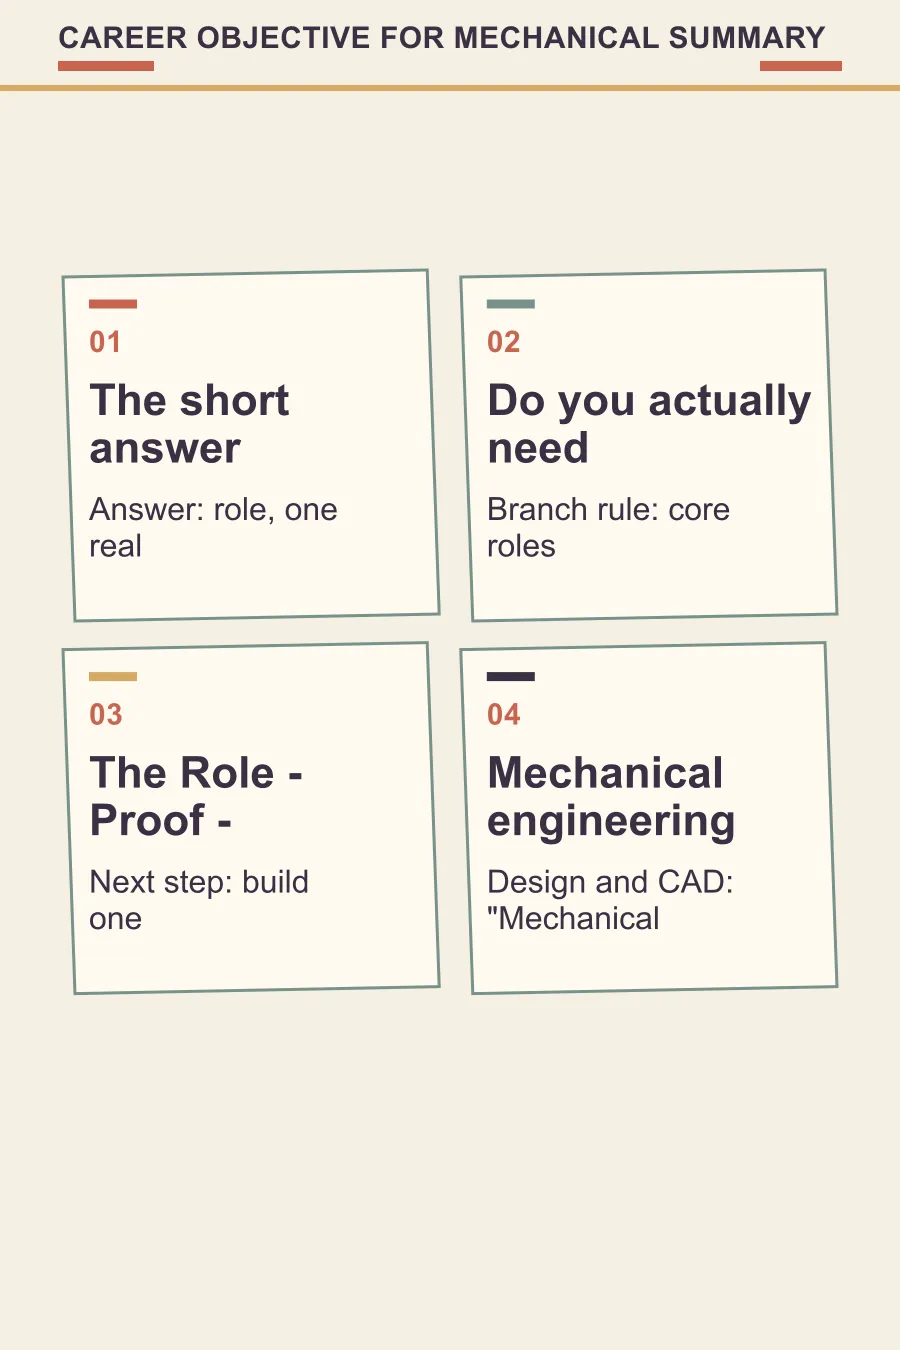 CAREER OBJECTIVE FOR MECHANICAL SUMMARY
01
The short
answer
Answer: role, one
real
02
Do you actually
need
Branch rule: core
roles
03
The Role -
Proof -
Next step: build
one
04
Mechanical
engineering
Design and CAD:
"Mechanical